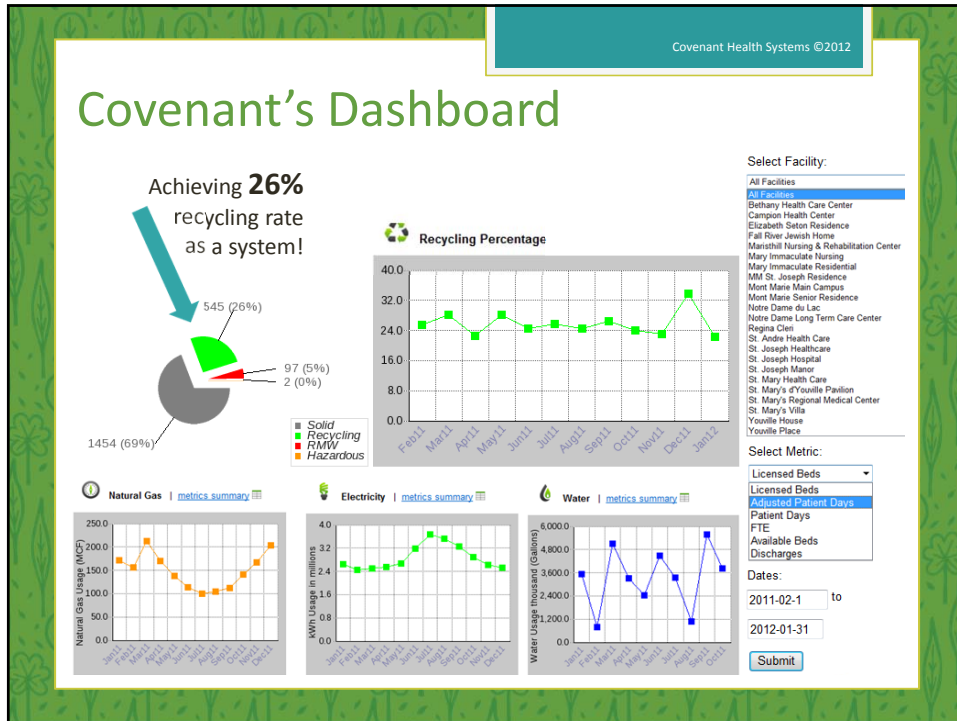 Covenant Health Systems ©2012
Covenant's Dashboard
Achieving 26%
recycling rate
as a system!
545 (26%)
97 (5%)
2 (0%)
1454 (69%)
Solid
Recycling
RMW
Hazardous
Recycling Percentage
40.0
32.0
24.0
16.0
8.0
0.0
Feb11 Mar11 Apr11 May11 Jun11 Jul11 Aug11 Sep11 Oct11 Nov11 Dec11 Jan12
Select Facility:
All Facilities
All Facilities
Bethany Health Care Center
Campion Health Center
Elizabeth Seton Residence
Fall River Jewish Home
Maristhill Nursing & Rehabilitation Center
Mary Immaculate Nursing
Mary Immaculate Residential
MM St. Joseph Residence
Mont Marie Main Campus
Mont Marie Senior Residence
Notre Dame du Lac
Notre Dame Long Term Care Center
Regina Cleri
St. Andre Health Care
St. Joseph Healthcare
St. Joseph Hospital
St. Joseph Manor
St. Mary Health Care
St. Mary's d'Youville Pavilion
St. Mary's Regional Medical Center
St. Mary's Villa
Youville House
Youville Place
Select Metric:
Licensed Beds
Licensed Beds
Adjusted Patient Days
Patient Days
FTE
Available Beds
Discharges
Dates:
2011-02-1 to
2012-01-31
Submit
Natural Gas | metrics summary
Natural Gas Usage (MCF)
250.0
200.0
150.0
100.0
50.0
0.0
Jan11 Feb11 Mar11 Apr11 May11 Jun11 Jul11 Aug11 Sep11 Oct11 Nov11 Dec11
Electricity | metrics summary
kWh Usage in millions
4.0
3.2
2.4
1.6
0.8
0.0
Jan11 Feb11 Mar11 Apr11 May11 Jun11 Jul11 Aug11 Sep11 Oct11 Nov11 Dec11
Water | metrics summary
Water Usage thousand (Gallons)
6,000.0
4,800.0
3,600.0
2,400.0
1,200.0
0.0
Jan11 Feb11 Mar11 Apr11 May11 Jun11 Jul11 Aug11 Sep11 Oct11